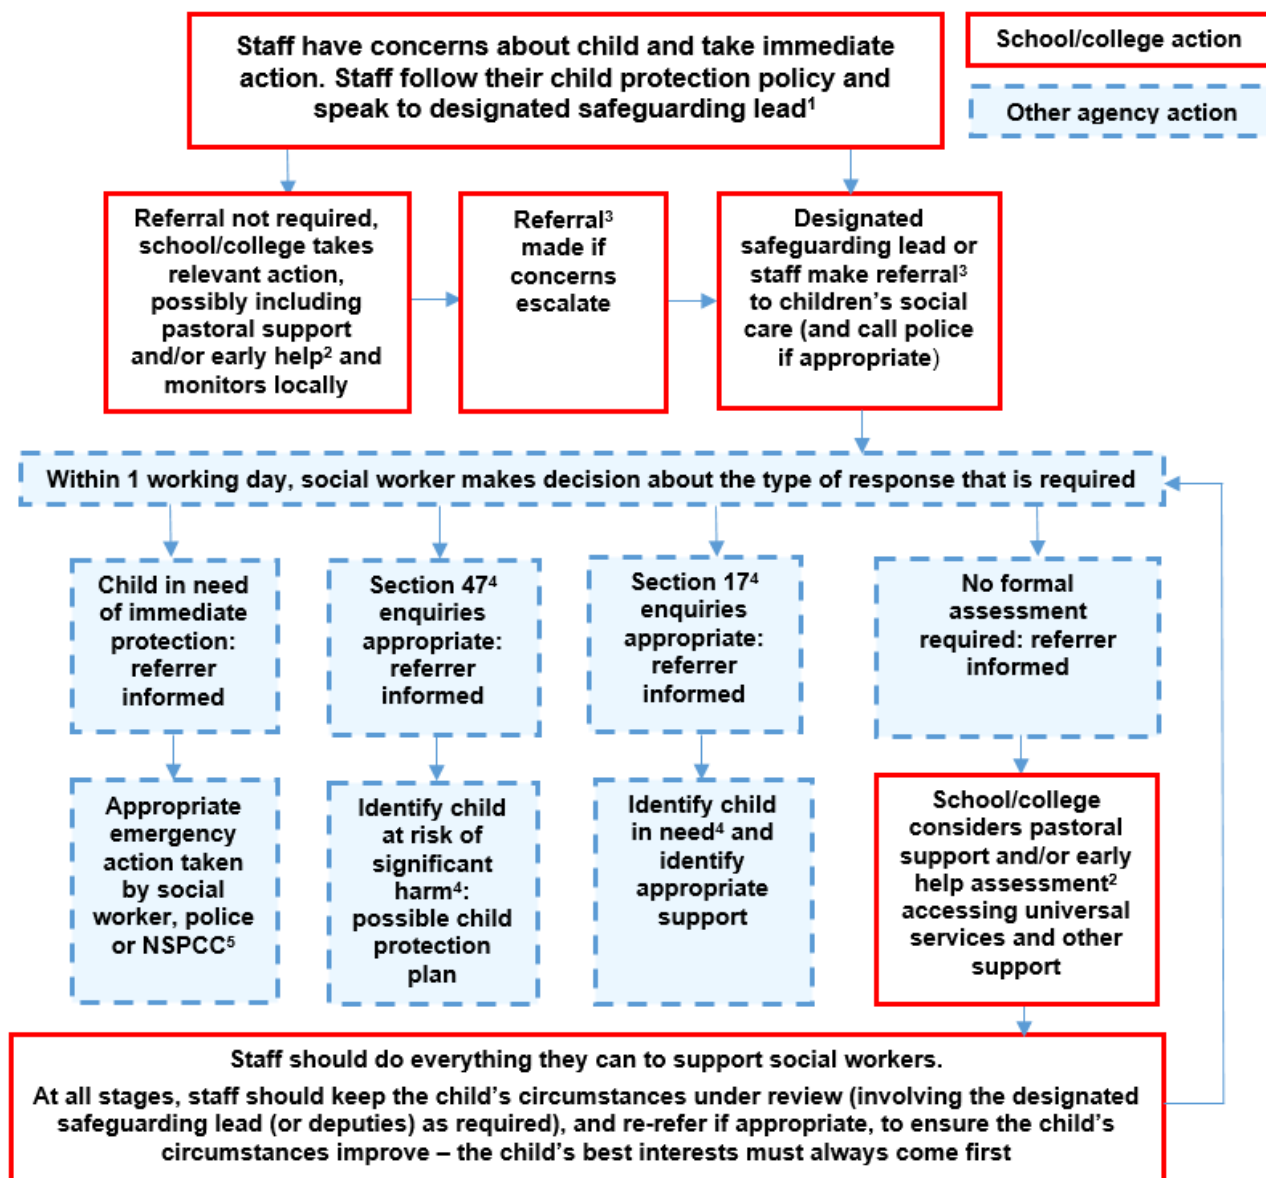 Staff have concerns about child and take immediate
action. Staff follow their child protection policy and
speak to designated safeguarding lead¹
School/college action
Other agency action
Referral not required,
school/college takes
relevant action,
possibly including
pastoral support
and/or early help² and
monitors locally
Referral³
made if
concerns
escalate
Designated
safeguarding lead or
staff make referral³
to children’s social
care (and call police
if appropriate)
Within 1 working day, social worker makes decision about the type of response that is required
Child in need
of immediate
protection:
referrer
informed
Section 47⁴
enquiries
appropriate:
referrer
informed
Section 17⁴
enquiries
appropriate:
referrer
informed
No formal
assessment
required: referrer
informed
Appropriate
emergency
action taken
by social
worker, police
or NSPCC⁵
Identify child
at risk of
significant
harm⁴:
possible child
protection
plan
Identify child
in need⁴ and
identify
appropriate
support
School/college
considers pastoral
support and/or early
help assessment²
accessing universal
services and other
support
Staff should do everything they can to support social workers.
At all stages, staff should keep the child’s circumstances under review (involving the designated
safeguarding lead (or deputies) as required), and re-refer if appropriate, to ensure the child’s
circumstances improve – the child’s best interests must always come first